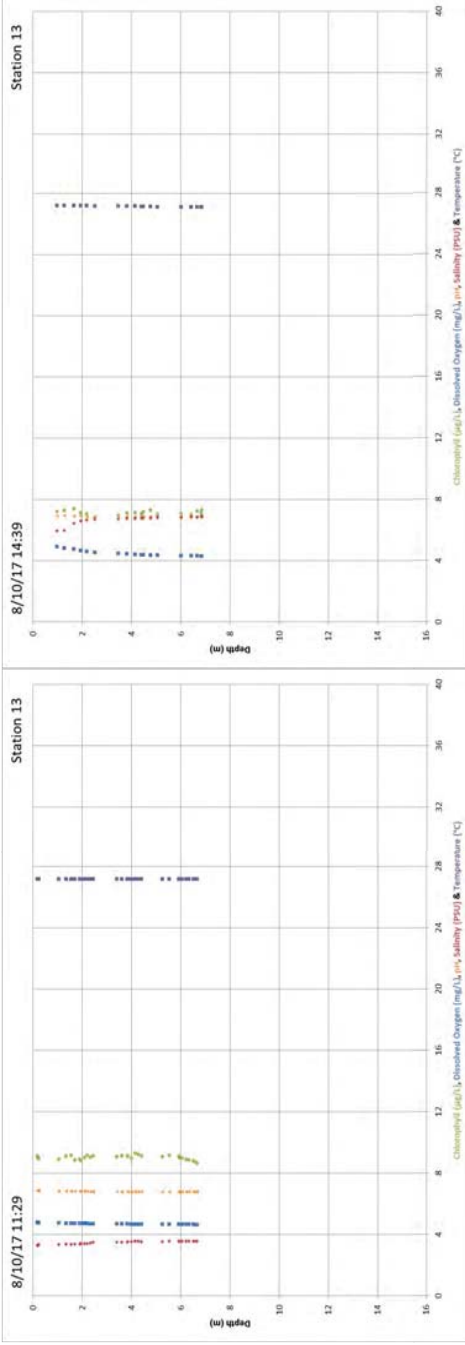 8/10/17 11:29 Station 13
0
2
4
6
8
10
12
14
16
Depth (m)
0 4 8 12 16 20 24 28 32 36 40
Chlorophyll (µg/L), Dissolved Oxygen (mg/L), pH, Salinity (PSU) & Temperature (°C)
8/10/17 14:39 Station 13
0
2
4
6
8
10
12
14
16
Depth (m)
0 4 8 12 16 20 24 28 32 36 40
Chlorophyll (µg/L), Dissolved Oxygen (mg/L), pH, Salinity (PSU) & Temperature (°C)